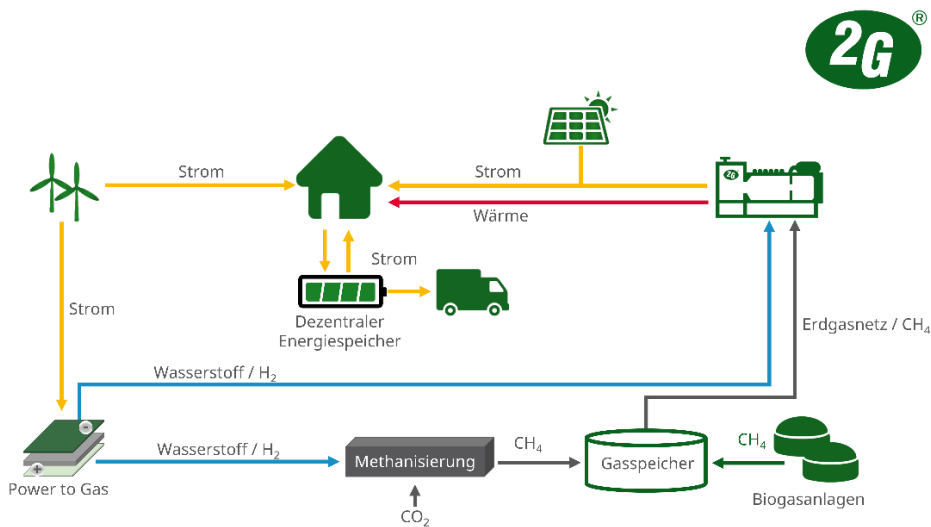 2G®
Strom
Strom
2G
Wärme
Strom
Dezentraler
Energiespeicher
Strom
Erdgasnetz / CH₄
Wasserstoff / H₂
-
Wasserstoff / H₂
CH₄
CH₄
+
Methanisierung
Gasspeicher
Power to Gas
Biogasanlagen
CO₂